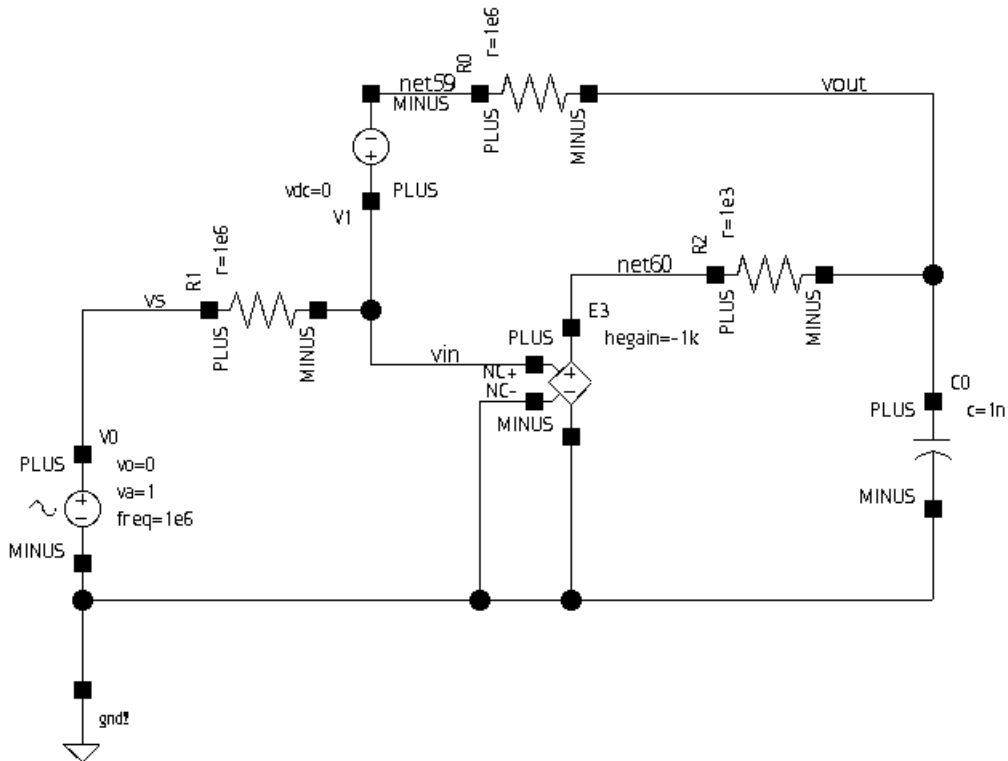 R0
r=1e6
net59
MINUS
PLUS
MINUS
vout
vdc=0
PLUS
V1
R1
r=1e6
vs
PLUS
MINUS
R2
r=1e3
net60
PLUS
MINUS
E3
PLUS
hegain=-1k
vin
NC+
NC-
MINUS
C0
PLUS
c=1n
MINUS
V0
PLUS
vo=0
va=1
freq=1e6
MINUS
gnd!